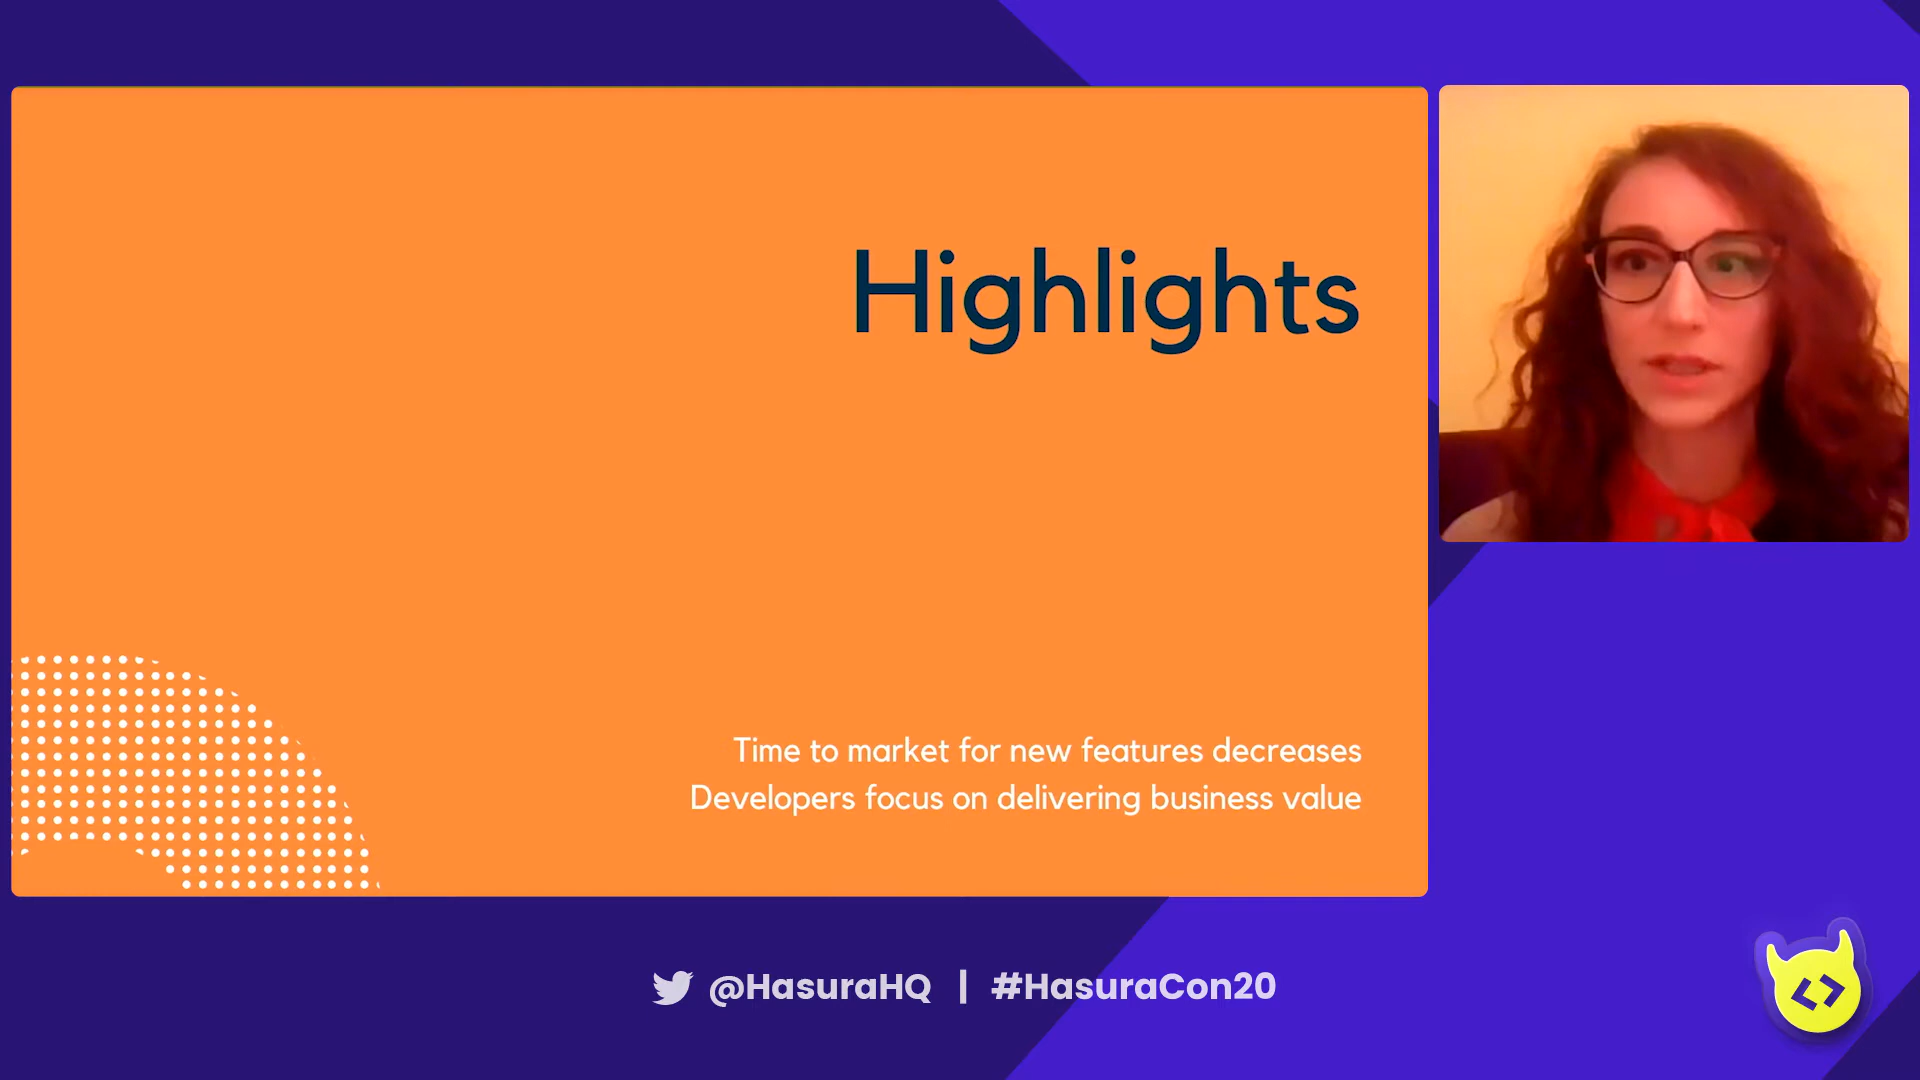 Highlights
Time to market for new features decreases
Developers focus on delivering business value
@HasuraHQ | #HasuraCon20